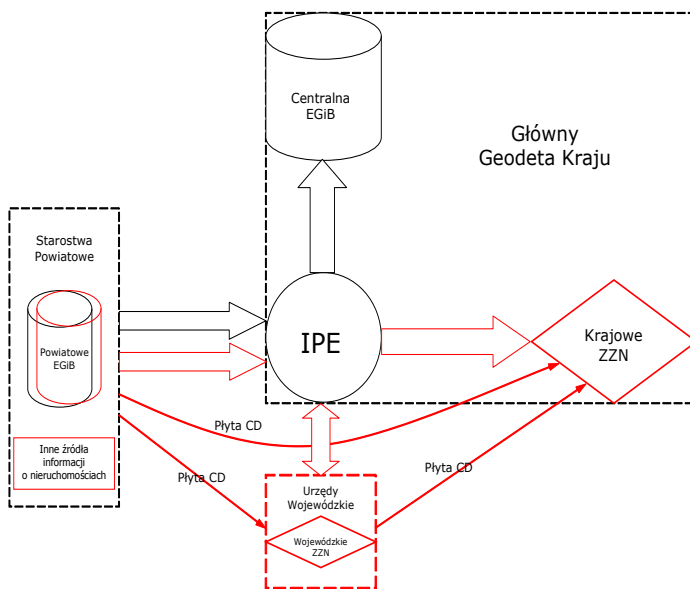 Centralna
EGiB
Główny
Geodeta Kraju
Starostwa
Powiatowe
Powiatowe
EGiB
IPE
Krajowe
ZZN
Płyta CD
Inne źródła
informacji
o nieruchomościach
Płyta CD
Płyta CD
Urzędy
Wojewódzkie
Wojewódzkie
ZZN